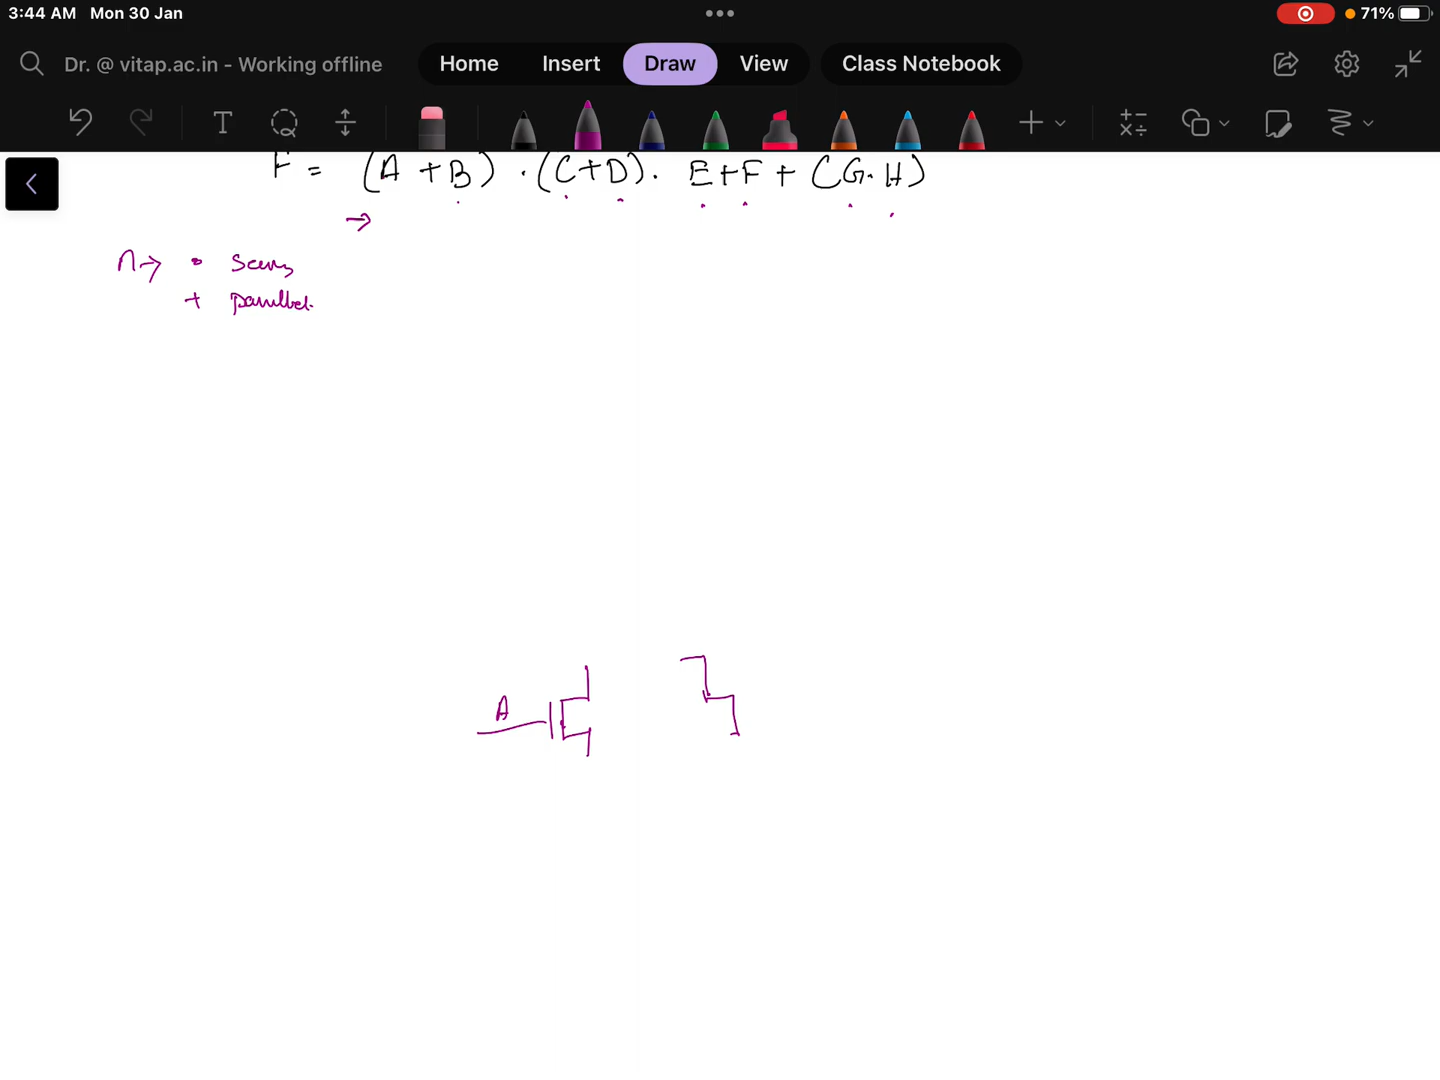 3:44 AM Mon 30 Jan
71%
Dr. @ vitap.ac.in - Working offline
Home Insert Draw View Class Notebook
F = (A + B) · (C + D) · E + F + (G · H)
n → • 
+ parallel
A